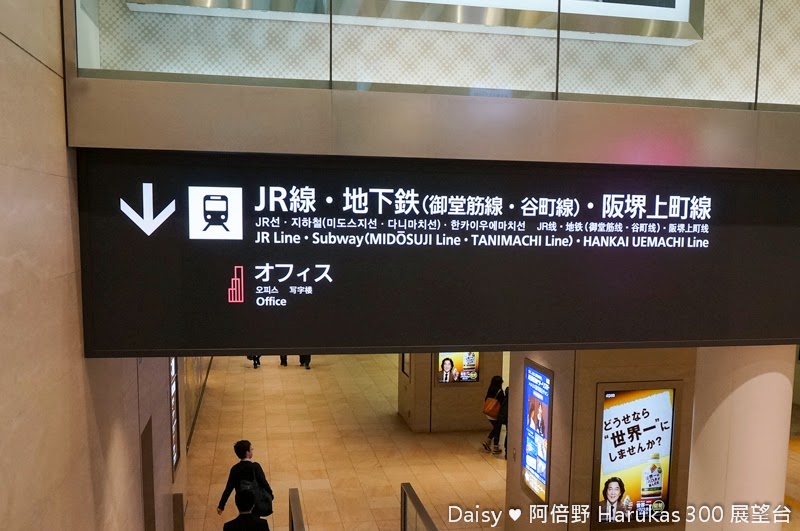 JR線・地下鉄(御堂筋線・谷町線)・阪堺上町線
JR선・지하철(미도스지선・다니마치선)・한카이우에마치선 JR线・地铁(御堂筋线・谷町线)・阪堺上町线
JR Line・Subway(MIDŌSUJI Line・TANIMACHI Line)・HANKAI UEMACHI Line
オフィス
오피스 写字楼
Office
どうせなら
"世界一"に
しませんか?
Daisy ♥ 阿倍野 Harukas 300 展望台